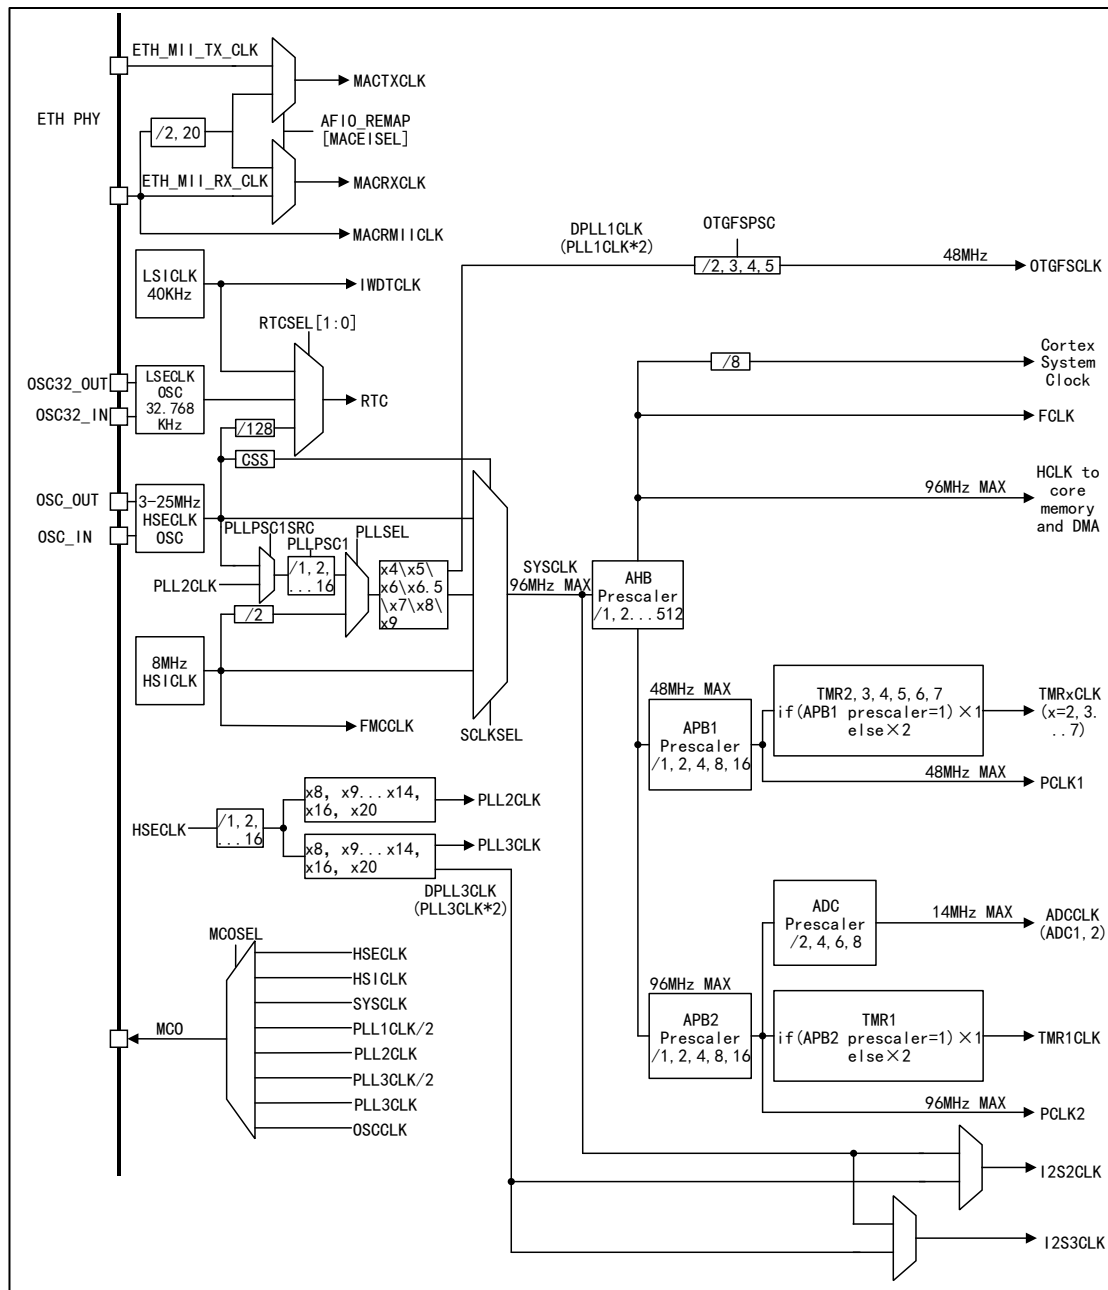 ETH_MII_TX_CLK
MACTXCLK
ETH PHY
/2,20
AFIO_REMAP
[MACEISEL]
ETH_MII_RX_CLK
MACRXCLK
MACRMIICLK
DPLL1CLK
(PLL1CLK*2)
OTGFSPSC
/2,3,4,5
48MHz
OTGFSCLK
LSICLK
40KHz
IWDTCLK
RTCSEL[1:0]
OSC32_OUT
OSC32_IN
LSECLK
OSC
32.768
KHz
RTC
/128
CSS
/8
Cortex
System
Clock
FCLK
96MHz MAX
HCLK to
core
memory
and DMA
OSC_OUT
OSC_IN
3-25MHz
HSECLK
OSC
PLLPSC1SRC
PLLPSC1
PLLSEL
PLL2CLK
/1,2,
...16
x4\x5\
x6\x6.5
\x7\x8\
x9
/2
SYSCLK
96MHz MAX
AHB
Prescaler
/1,2...512
8MHz
HSICLK
FMCCLK
SCLKSEL
48MHz MAX
APB1
Prescaler
/1,2,4,8,16
TMR2,3,4,5,6,7
if(APB1 prescaler=1)×1
else×2
TMRxCLK
(x=2,3.
..7)
48MHz MAX
PCLK1
HSECLK
/1,2,
...16
x8, x9...x14,
x16, x20
PLL2CLK
x8, x9...x14,
x16, x20
PLL3CLK
DPLL3CLK
(PLL3CLK*2)
ADC
Prescaler
/2,4,6,8
14MHz MAX
ADCCLK
(ADC1,2)
MCOSEL
HSECLK
HSICLK
SYSCLK
PLL1CLK/2
PLL2CLK
PLL3CLK/2
PLL3CLK
OSCCLK
MCO
96MHz MAX
APB2
Prescaler
/1,2,4,8,16
TMR1
if(APB2 prescaler=1)×1
else×2
TMR1CLK
96MHz MAX
PCLK2
I2S2CLK
I2S3CLK